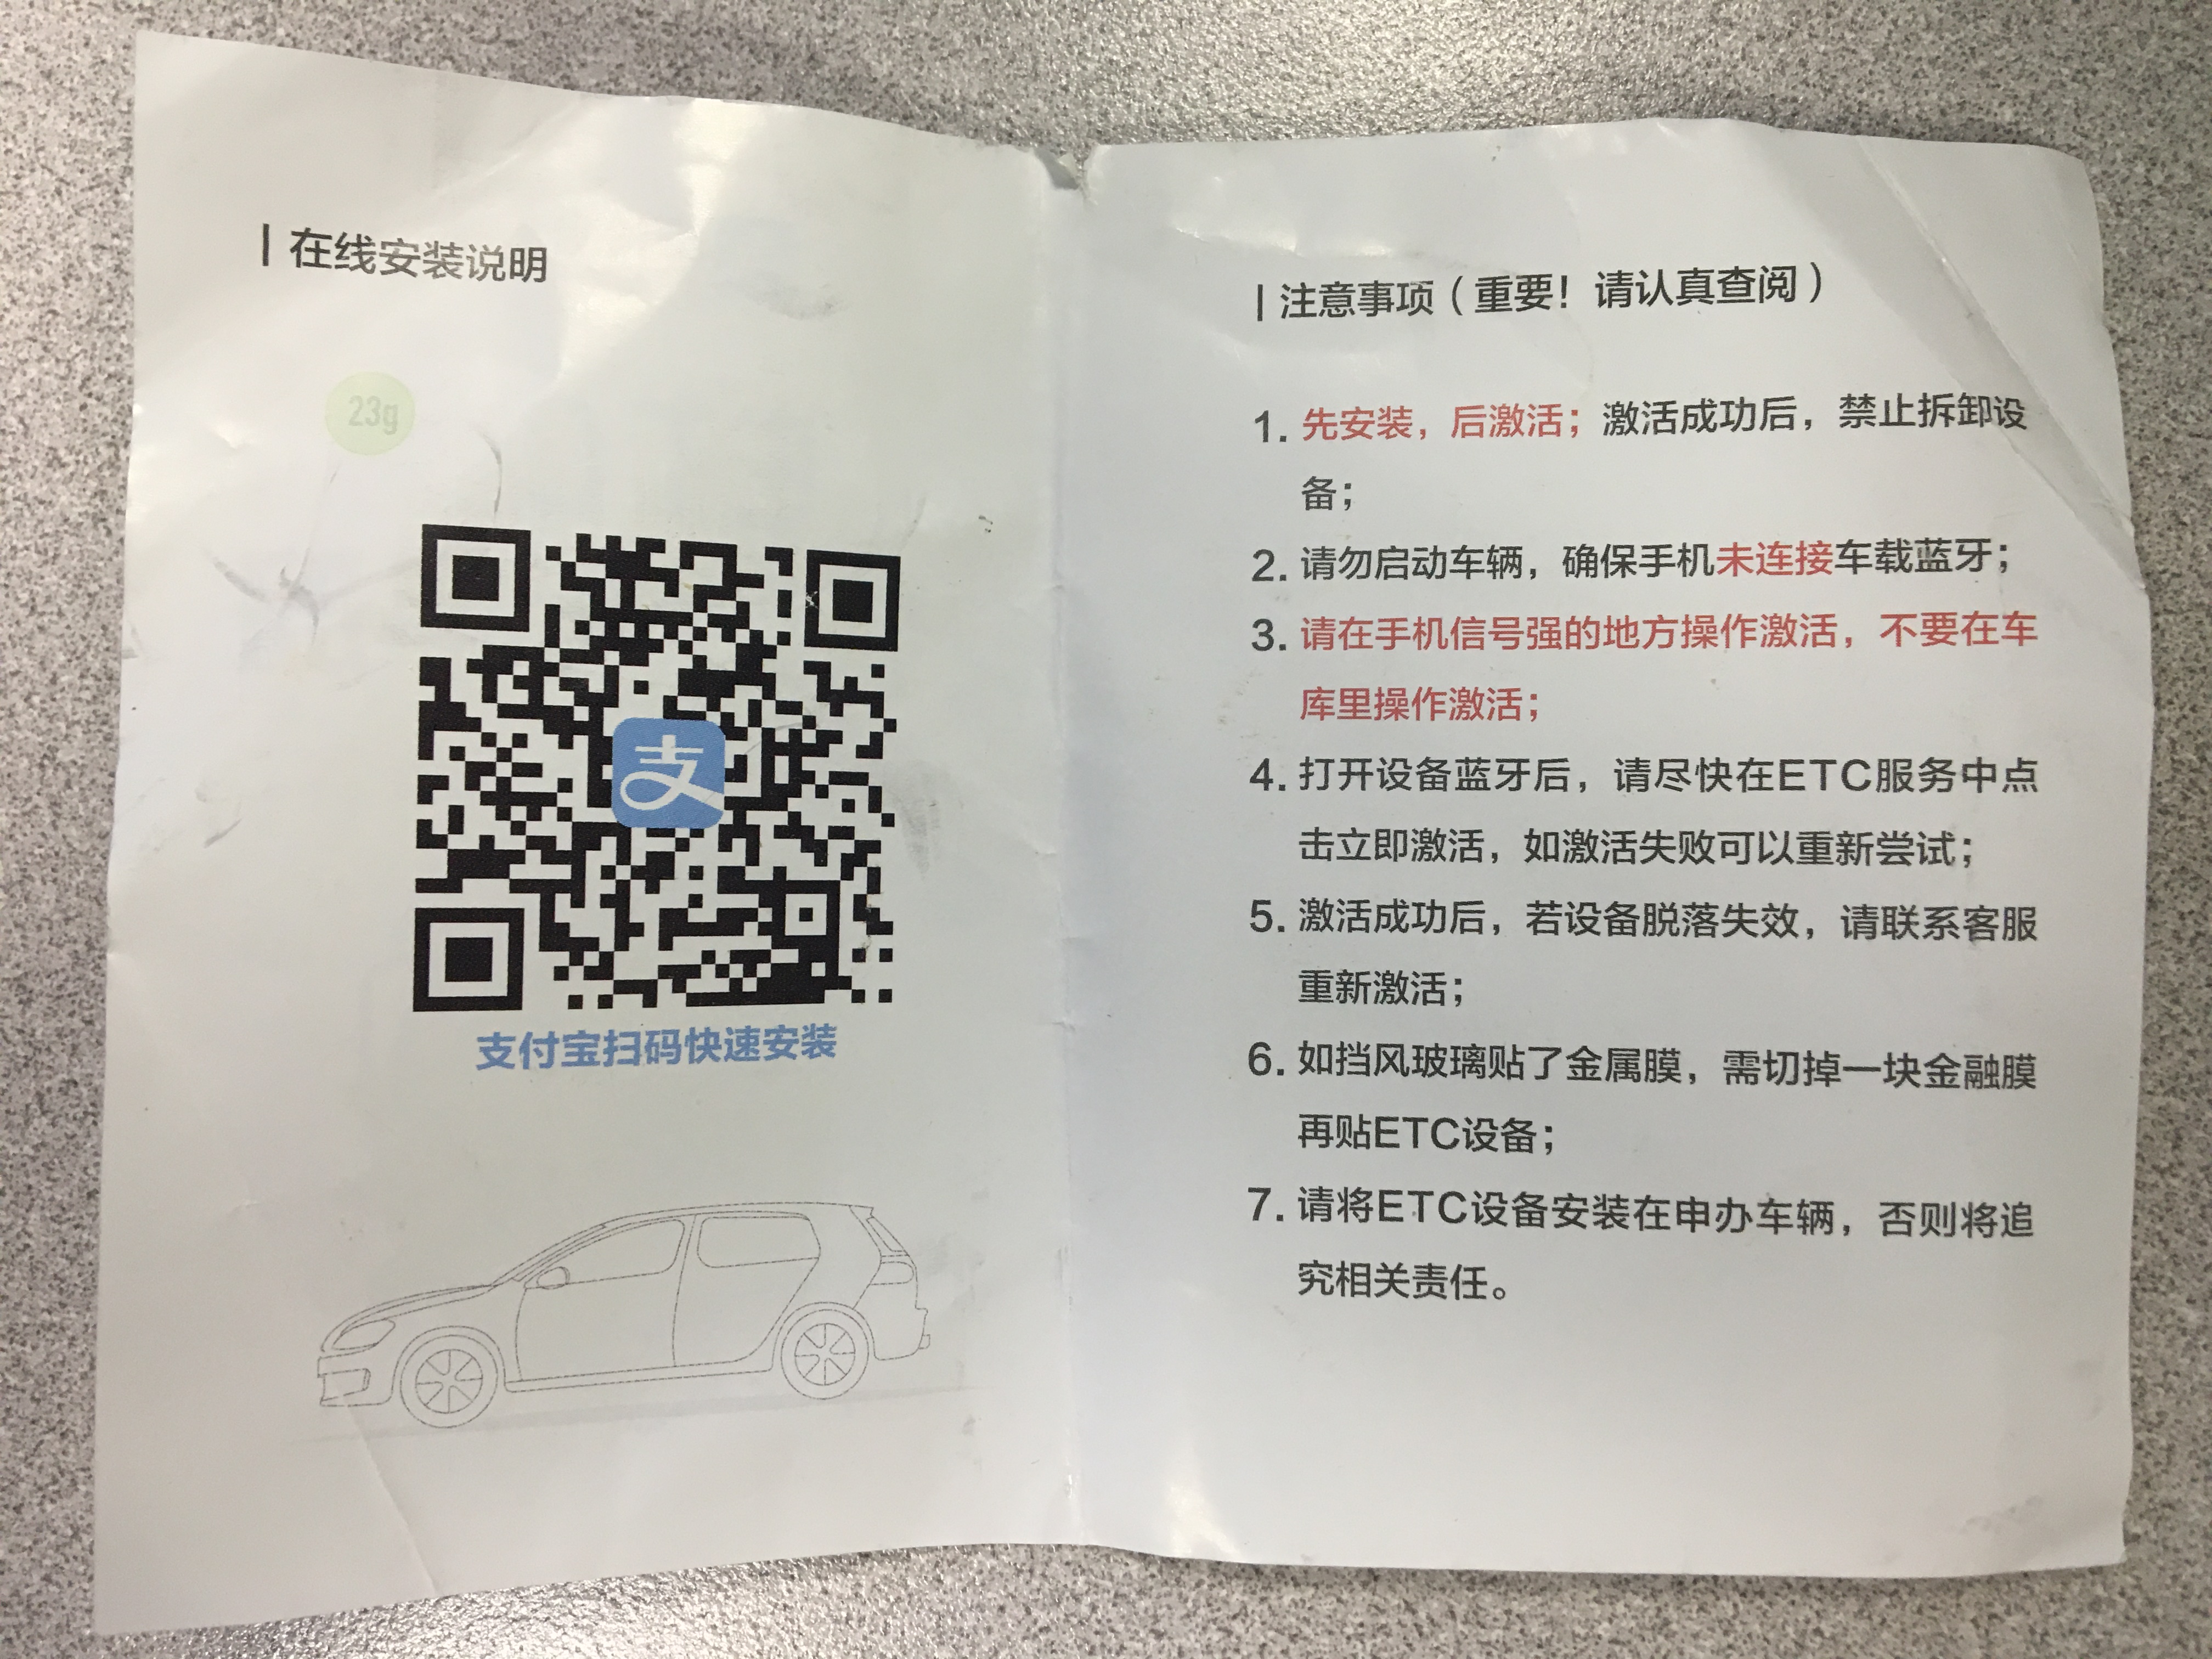 | 在线安装说明
23g
支
支付宝扫码快速安装
| 注意事项（重要！请认真查阅）
1. 先安装，后激活；激活成功后，禁止拆卸设
备；
2. 请勿启动车辆，确保手机未连接车载蓝牙；
3. 请在手机信号强的地方操作激活，不要在车
库里操作激活；
4. 打开设备蓝牙后，请尽快在ETC服务中点
击立即激活，如激活失败可以重新尝试；
5. 激活成功后，若设备脱落失效，请联系客服
重新激活；
6. 如挡风玻璃贴了金属膜，需切掉一块金融膜
再贴ETC设备；
7. 请将ETC设备安装在申办车辆，否则将追
究相关责任。